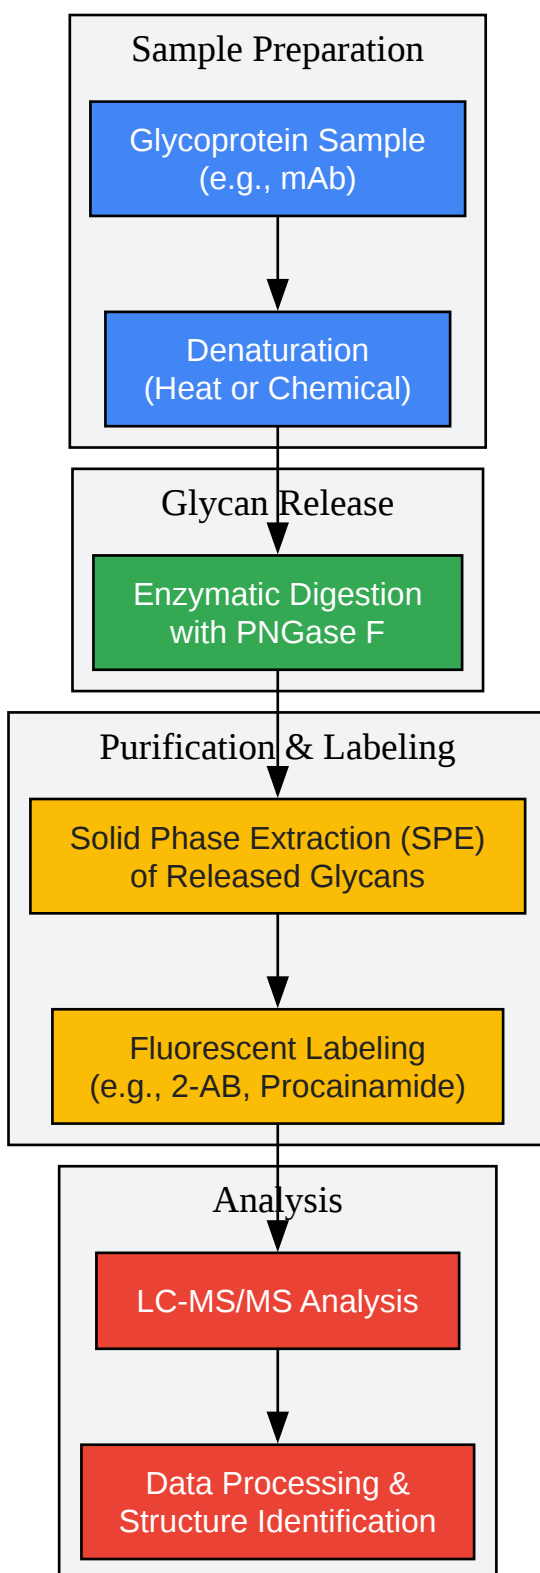 Sample Preparation
Glycoprotein Sample
(e.g., mAb)
Denaturation
(Heat or Chemical)
Glycan Release
Enzymatic Digestion
with PNGase F
Purification & Labeling
Solid Phase Extraction (SPE)
of Released Glycans
Fluorescent Labeling
(e.g., 2-AB, Procainamide)
Analysis
LC-MS/MS Analysis
Data Processing &
Structure Identification